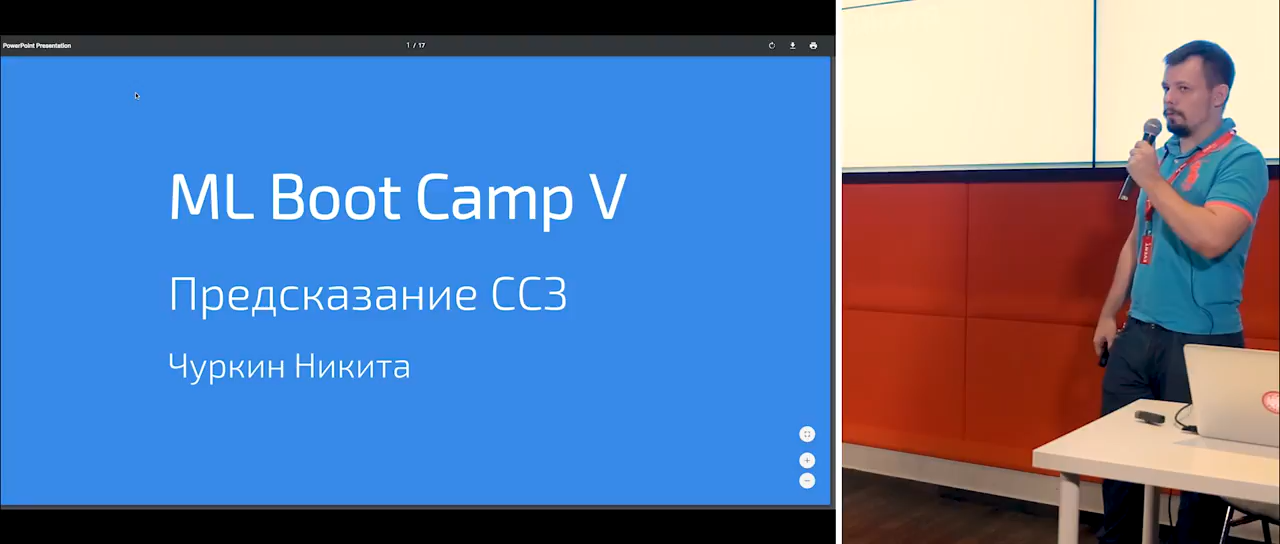 PowerPoint Presentation
1 / 17
ML Boot Camp V
Предсказание ССЗ
Чуркин Никита